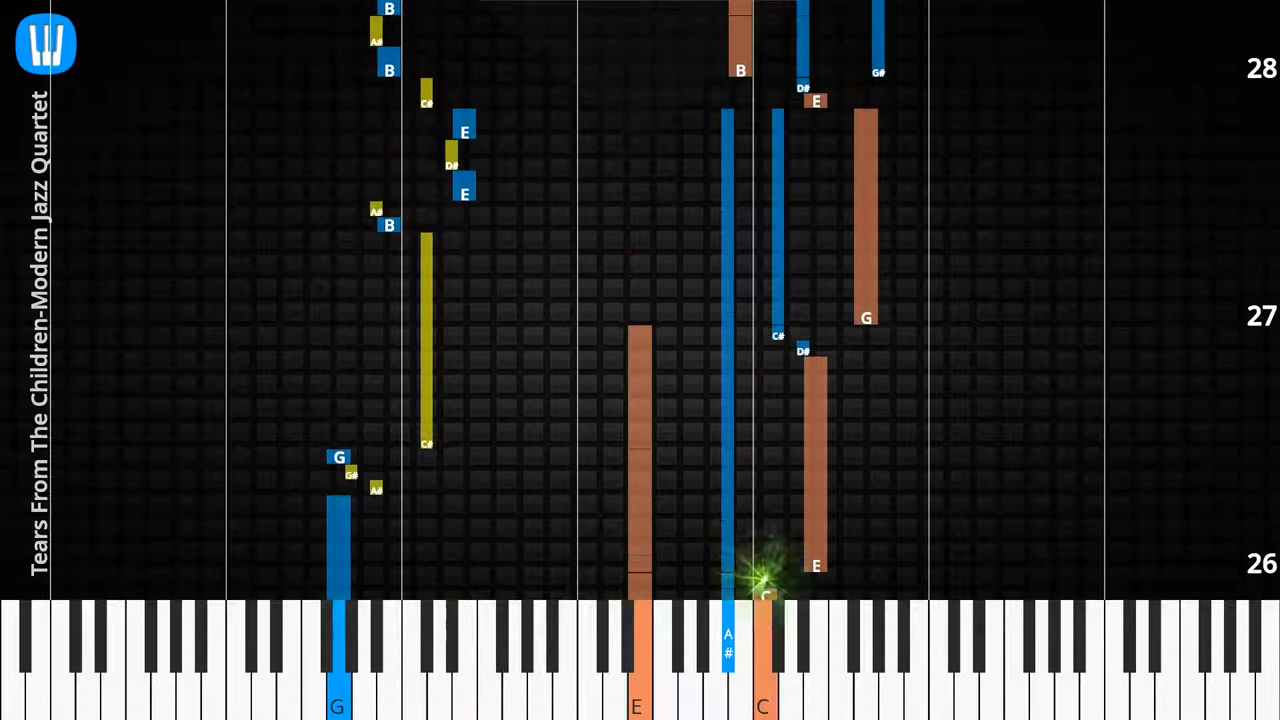 Tears From The Children-Modern Jazz Quartet
B
A#
B
C#
E
D#
E
A#
B
C#
G
G#
A#
B
D#
G#
E
G
C#
D#
E
C
28
27
26
A
#
G
E
C